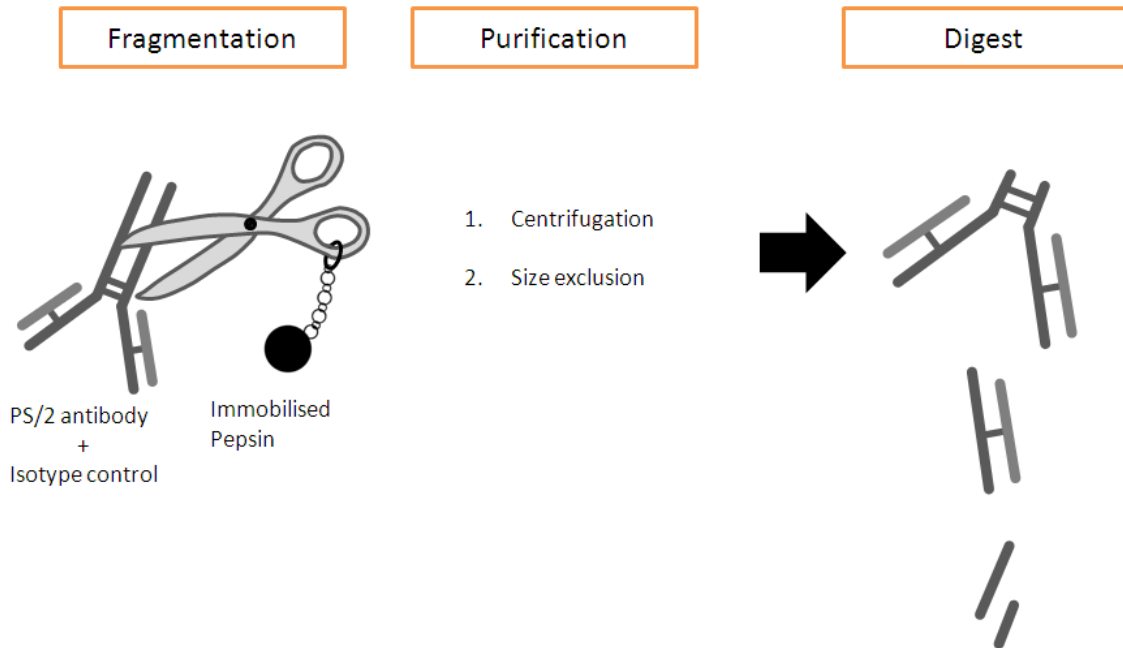 Fragmentation
Purification
Digest
1. Centrifugation
2. Size exclusion
PS/2 antibody
+
Isotype control
Immobilised
Pepsin